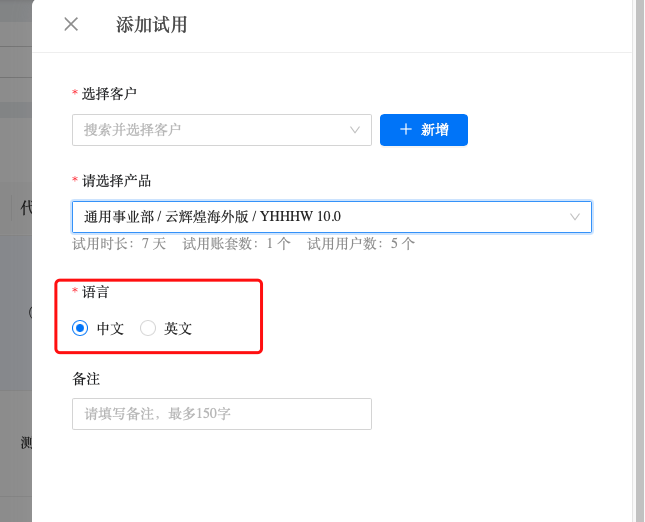 添加试用
* 选择客户
搜索并选择客户
+ 新增
* 请选择产品
通用事业部 / 云辉煌海外版 / YHHHW 10.0
试用时长：7 天 试用账套数：1 个 试用用户数：5 个
代
* 语言
中文 英文
备注
请填写备注，最多150字
测